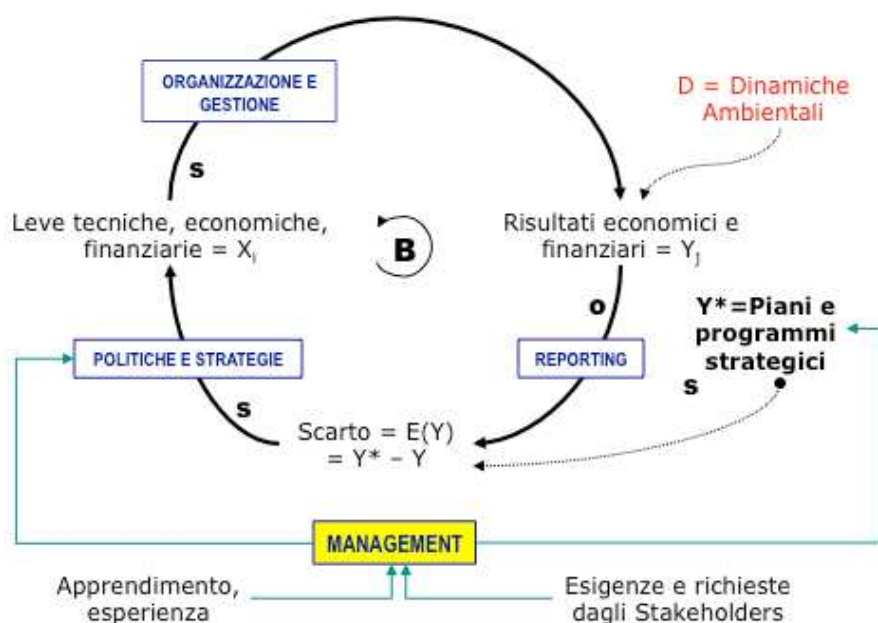 ORGANIZZAZIONE E
GESTIONE
D = Dinamiche
Ambientali
s
Leve tecniche, economiche,
finanziarie = Xi
B
Risultati economici e
finanziari = YJ
o
Y*=Piani e
programmi
strategici
POLITICHE E STRATEGIE
REPORTING
s
s
Scarto = E(Y)
= Y* – Y
MANAGEMENT
Apprendimento,
esperienza
Esigenze e richieste
dagli Stakeholders